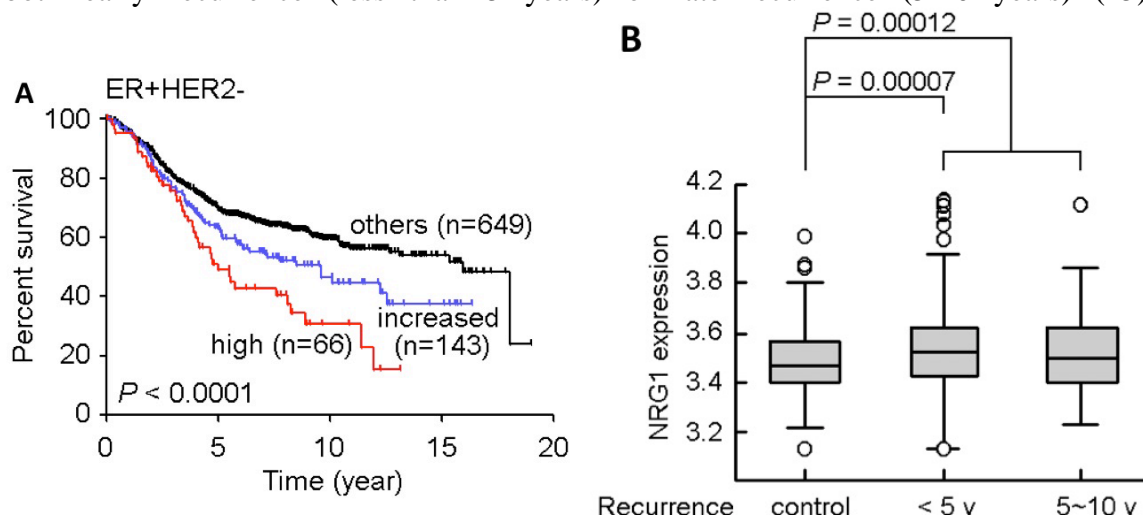 B
P = 0.00012
P = 0.00007
A
ER+HER2-
100
80
60
40
20
0
Percent survival
others (n=649)
increased
(n=143)
high (n=66)
P < 0.0001
0 5 10 15 20
Time (year)
4.2
4.0
3.8
3.6
3.4
3.2
NRG1 expression
Recurrence control < 5 y 5~10 y